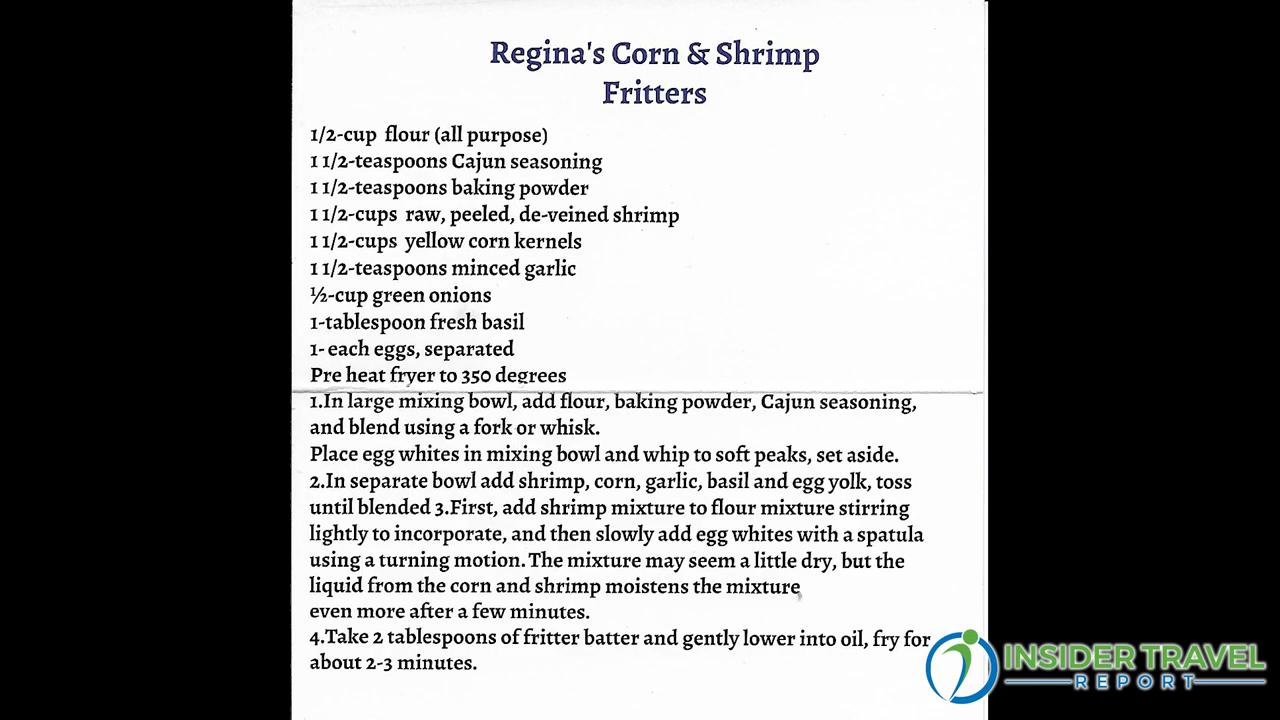 Regina's Corn & Shrimp
Fritters
1/2-cup flour (all purpose)
1 1/2-teaspoons Cajun seasoning
1 1/2-teaspoons baking powder
1 1/2-cups raw, peeled, de-veined shrimp
1 1/2-cups yellow corn kernels
1 1/2-teaspoons minced garlic
½-cup green onions
1-tablespoon fresh basil
1- each eggs, separated
Pre heat fryer to 350 degrees
1.In large mixing bowl, add flour, baking powder, Cajun seasoning,
and blend using a fork or whisk.
Place egg whites in mixing bowl and whip to soft peaks, set aside.
2.In separate bowl add shrimp, corn, garlic, basil and egg yolk, toss
until blended 3.First, add shrimp mixture to flour mixture stirring
lightly to incorporate, and then slowly add egg whites with a spatula
using a turning motion. The mixture may seem a little dry, but the
liquid from the corn and shrimp moistens the mixture
even more after a few minutes.
4.Take 2 tablespoons of fritter batter and gently lower into oil, fry for
about 2-3 minutes.
INSIDER TRAVEL
REPORT